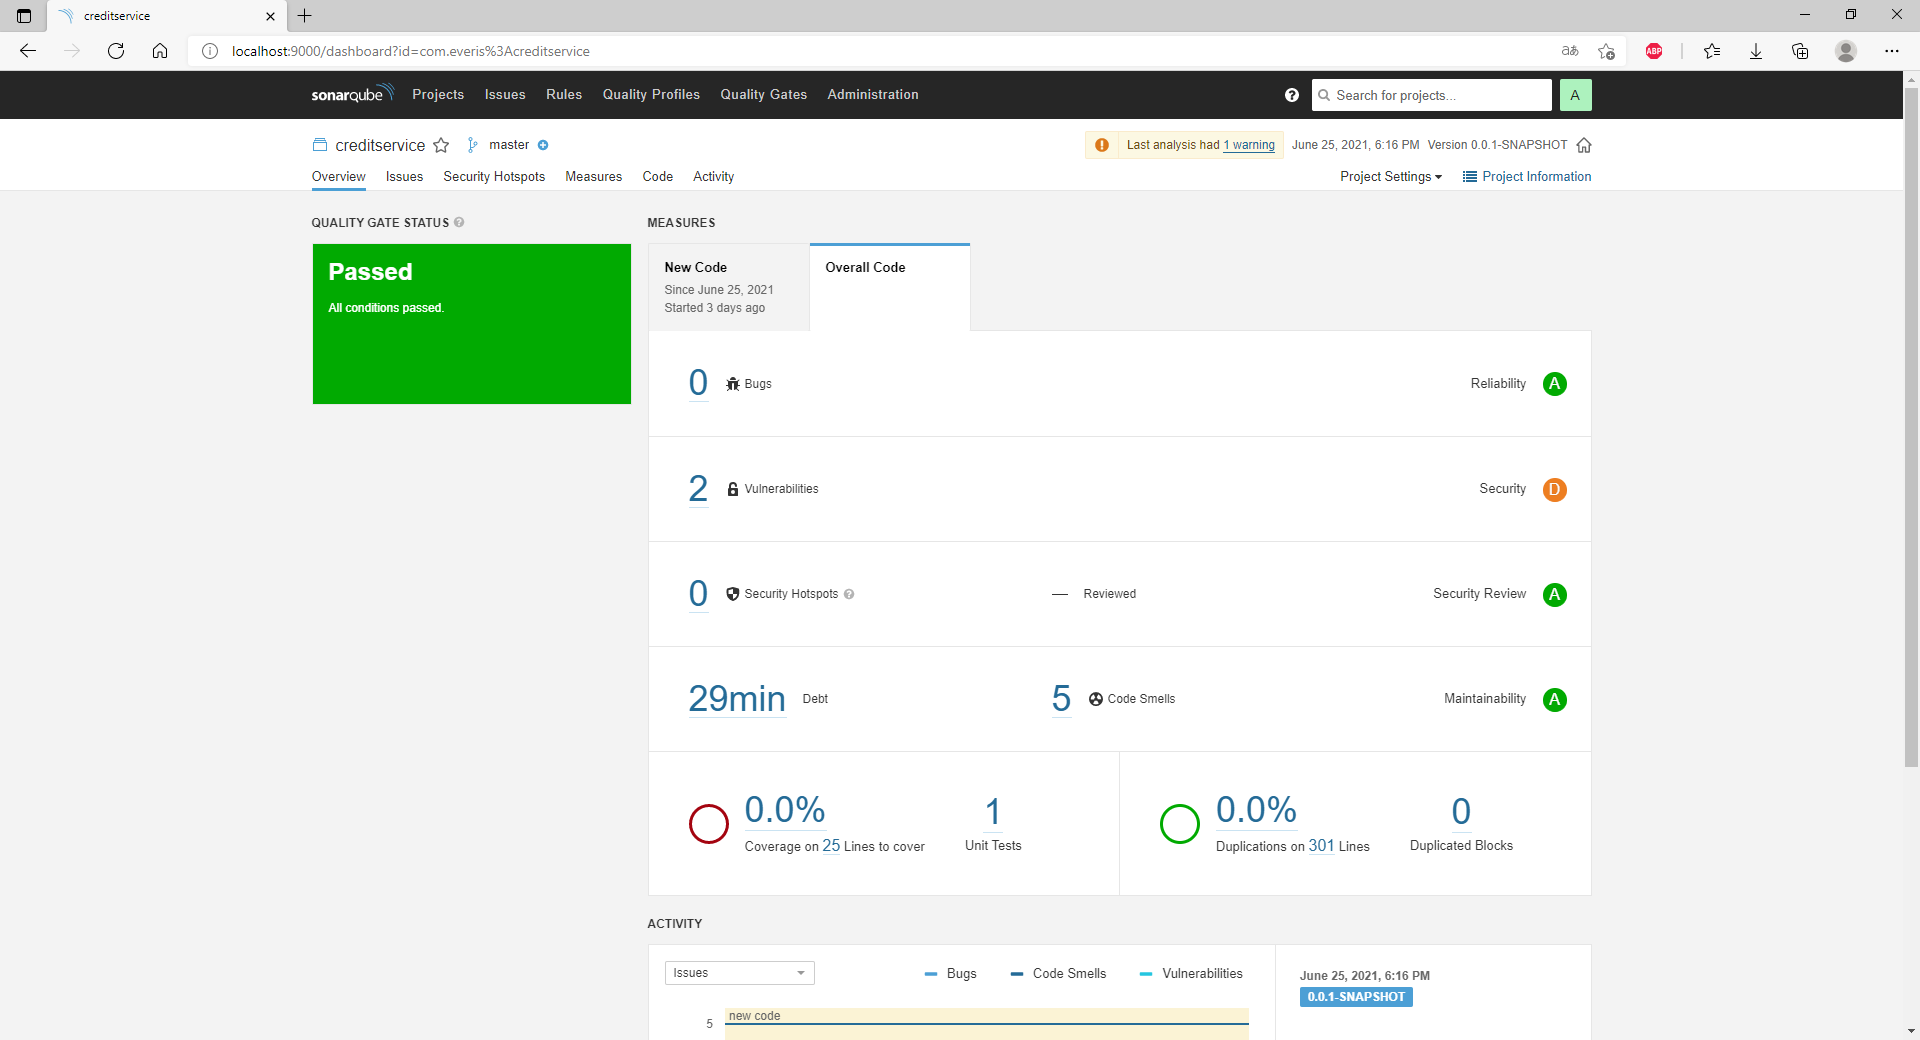 creditservice
localhost:9000/dashboard?id=com.everis%3Acreditservice
aあ
ABP
sonarqube Projects Issues Rules Quality Profiles Quality Gates Administration
Search for projects...
A
creditservice master
Last analysis had 1 warning June 25, 2021, 6:16 PM Version 0.0.1-SNAPSHOT
Overview Issues Security Hotspots Measures Code Activity
Project Settings Project Information
QUALITY GATE STATUS
Passed
All conditions passed.
MEASURES
New Code
Since June 25, 2021
Started 3 days ago
Overall Code
0 Bugs Reliability A
2 Vulnerabilities Security D
0 Security Hotspots — Reviewed Security Review A
29min Debt 5 Code Smells Maintainability A
0.0%
Coverage on 25 Lines to cover
1
Unit Tests
0.0%
Duplications on 301 Lines
0
Duplicated Blocks
ACTIVITY
Issues
Bugs Code Smells Vulnerabilities
new code
5
June 25, 2021, 6:16 PM
0.0.1-SNAPSHOT